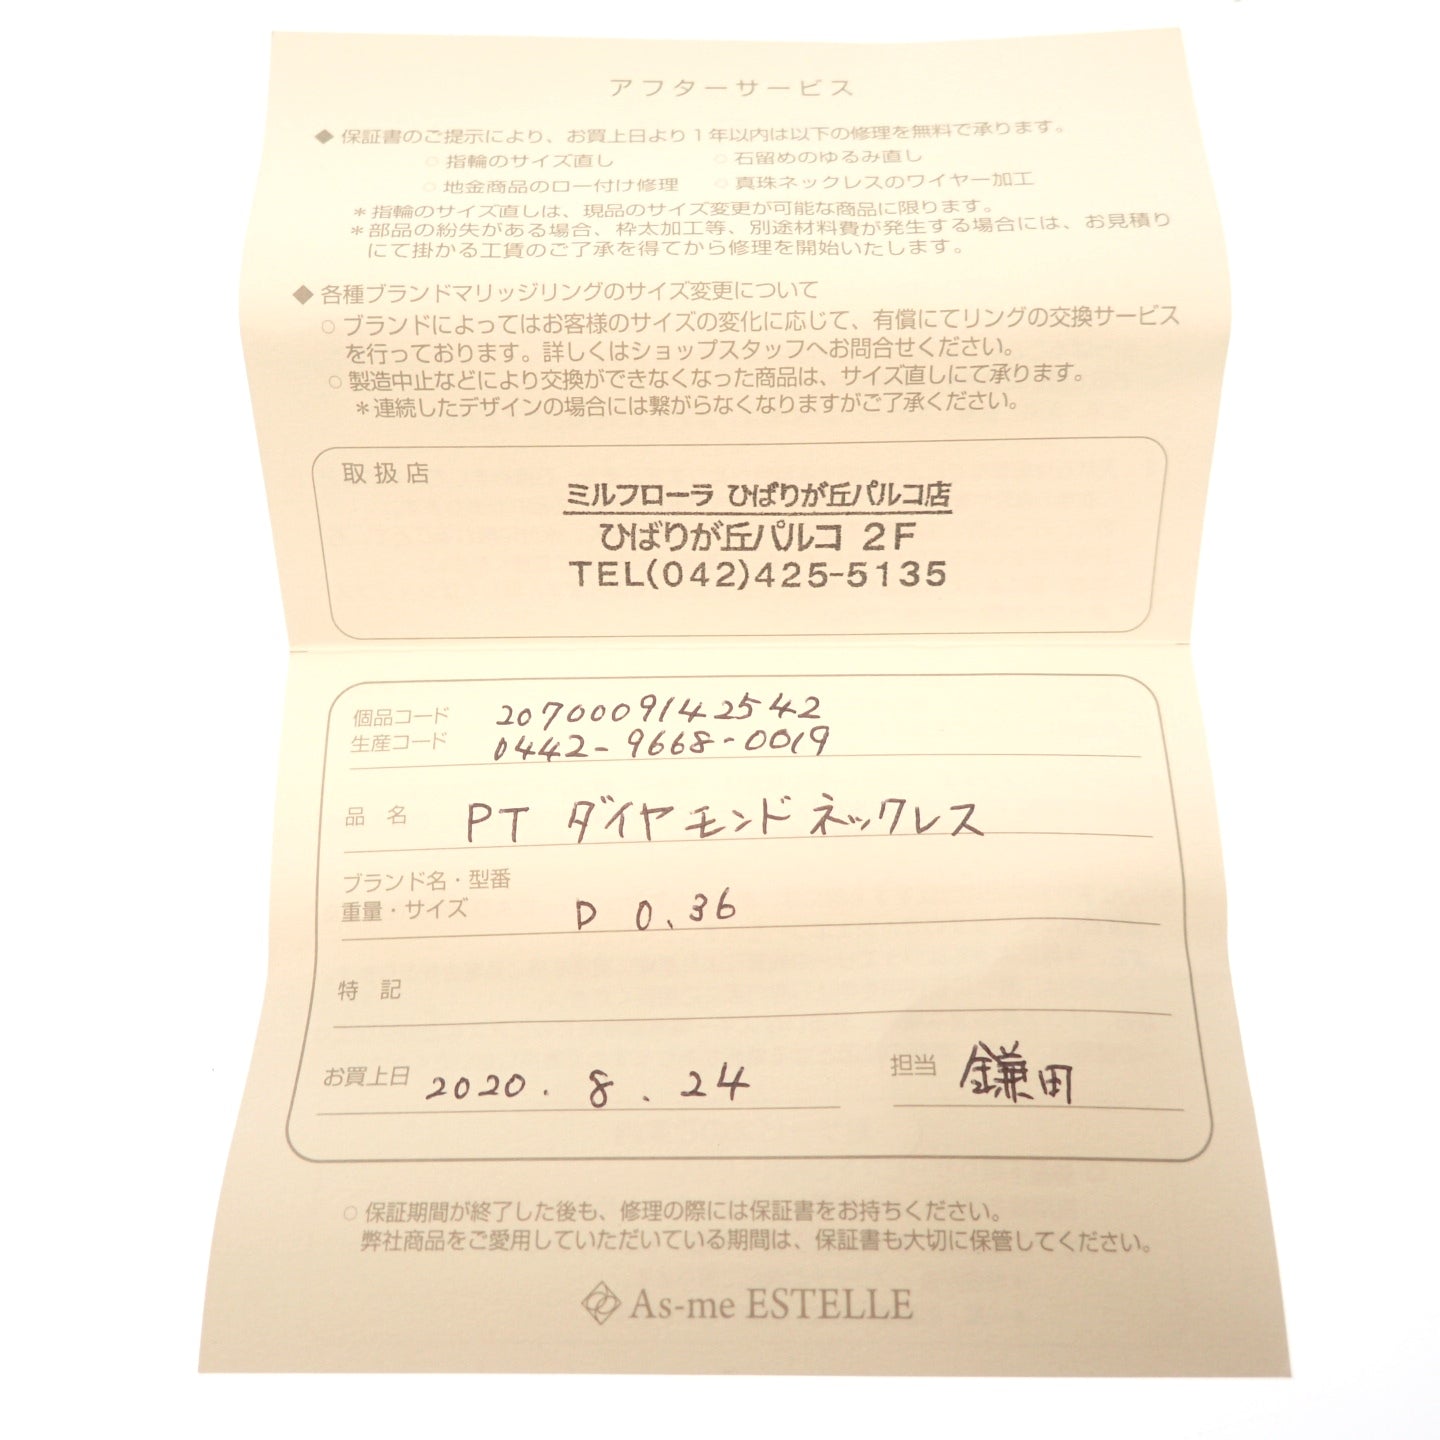 アフターサービス
◆ 保証書のご提示により、お買上日より1年以内は以下の修理を無料で承ります。
○ 指輪のサイズ直し ○ 石留めのゆるみ直し
○ 地金商品のロー付け修理 ○ 真珠ネックレスのワイヤー加工
＊指輪のサイズ直しは、現品のサイズ変更が可能な商品に限ります。
＊部品の紛失がある場合、枠太加工等、別途材料費が発生する場合には、お見積り
にて掛かる工賃のご了承を得てから修理を開始いたします。
◆ 各種ブランドマリッジリングのサイズ変更について
○ ブランドによってはお客様のサイズの変化に応じて、有償にてリングの交換サービス
を行っております。詳しくはショップスタッフへお問合せください。
○ 製造中止などにより交換ができなくなった商品は、サイズ直しにて承ります。
＊連続したデザインの場合には繋がらなくなりますがご了承ください。
取扱店
ミルフローラ ひばりが丘パルコ店
ひばりが丘パルコ 2F
TEL(042)425-5135
個品コード 2070009142542
生産コード 0442-9668-0019
品 名 PT ダイヤモンドネックレス
ブランド名・型番
重量・サイズ D 0.36
特 記
お買上日 2020. 8. 24 担当 鎌田
○ 保証期間が終了した後も、修理の際には保証書をお持ちください。
弊社商品をご愛用していただいている期間は、保証書も大切に保管してください。
As-me ESTELLE